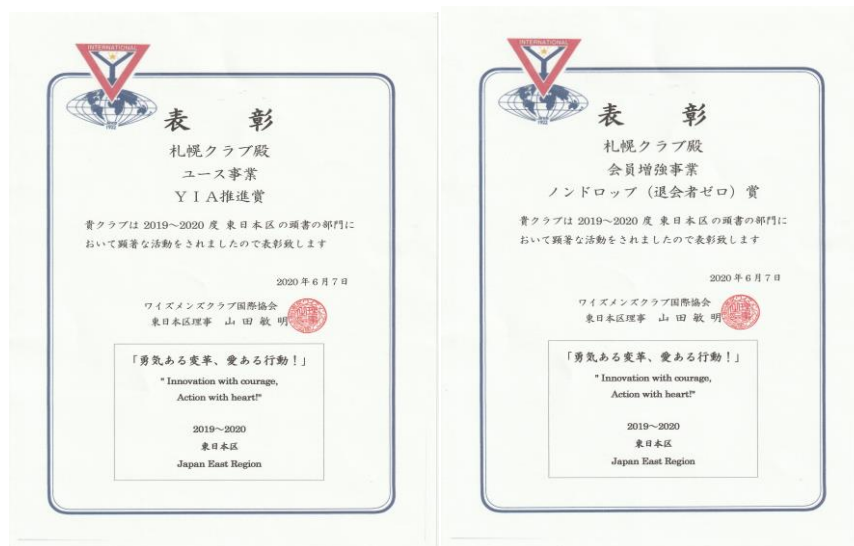 INTERNATIONAL
1922
表 彰
札幌クラブ殿
ユース事業
YIA推進賞
貴クラブは 2019～2020 度 東日本区の頭書の部門に
おいて顕著な活動をされましたので表彰致します
2020年6月7日
ワイズメンズクラブ国際協会
東日本区理事 山田敏明
「勇気ある変革、愛ある行動！」
" Innovation with courage,
Action with heart!"
2019～2020
東日本区
Japan East Region
INTERNATIONAL
1922
表 彰
札幌クラブ殿
会員増強事業
ノンドロップ（退会者ゼロ）賞
貴クラブは 2019～2020 度 東日本区の頭書の部門に
おいて顕著な活動をされましたので表彰致します
2020年6月7日
ワイズメンズクラブ国際協会
東日本区理事 山田敏明
「勇気ある変革、愛ある行動！」
" Innovation with courage,
Action with heart!"
2019～2020
東日本区
Japan East Region